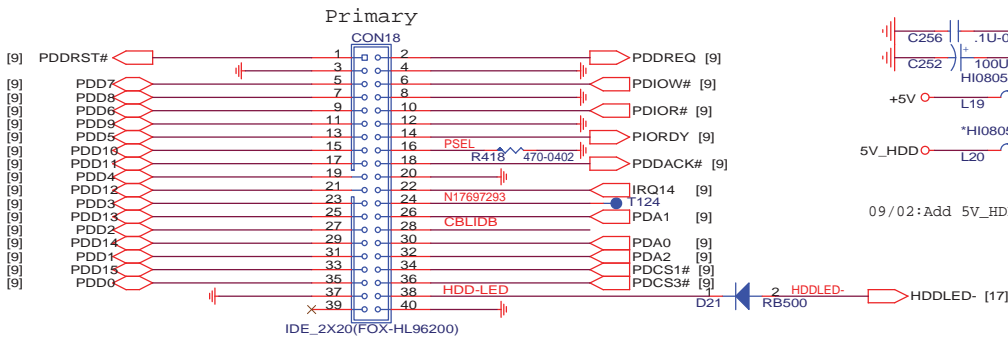 Primary
CON18
[9] PDDRST# 1 2 PDDREQ [9]
3 4
[9] PDD7 5 6 PDIOW# [9]
[9] PDD8 7 8
[9] PDD6 9 10 PDIOR# [9]
[9] PDD9 11 12
[9] PDD5 13 14 PIORDY [9]
[9] PDD10 15 16 PSEL R418 470-0402
[9] PDD11 17 18 PDDACK# [9]
[9] PDD4 19 20
[9] PDD12 21 22 IRQ14 [9]
[9] PDD3 23 24 N17697293 T124
[9] PDD13 25 26 PDA1 [9]
[9] PDD2 27 28 CBLIDB
[9] PDD14 29 30 PDA0 [9]
[9] PDD1 31 32 PDA2 [9]
[9] PDD15 33 34 PDCS1# [9]
[9] PDD0 35 36 PDCS3# [9]
37 38 HDD-LED 1 D21 2 RB500 HDDLED- HDDLED- [17]
39 40
IDE_2X20(FOX-HL96200)
C256 .1U-0
C252 + 100U
HI0805
+5V L19
*HI0805
5V_HDD L20
09/02:Add 5V_HD